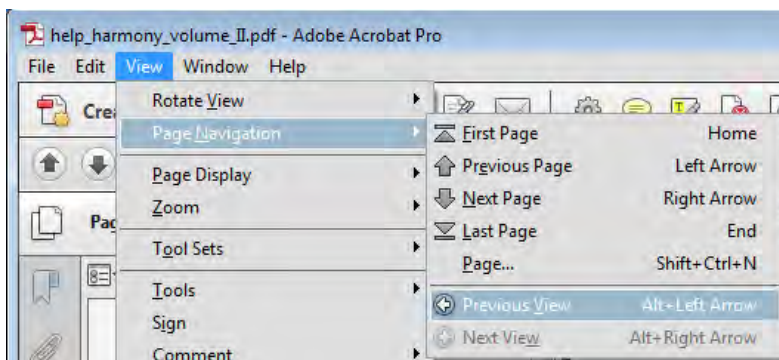 help_harmony_volume_II.pdf - Adobe Acrobat Pro
File Edit View Window Help
Crea
Rotate View
Page Navigation
Page Display
Zoom
Tool Sets
Tools
Sign
Comment
Pag
First Page Home
Previous Page Left Arrow
Next Page Right Arrow
Last Page End
Page... Shift+Ctrl+N
Previous View Alt+Left Arrow
Next View Alt+Right Arrow